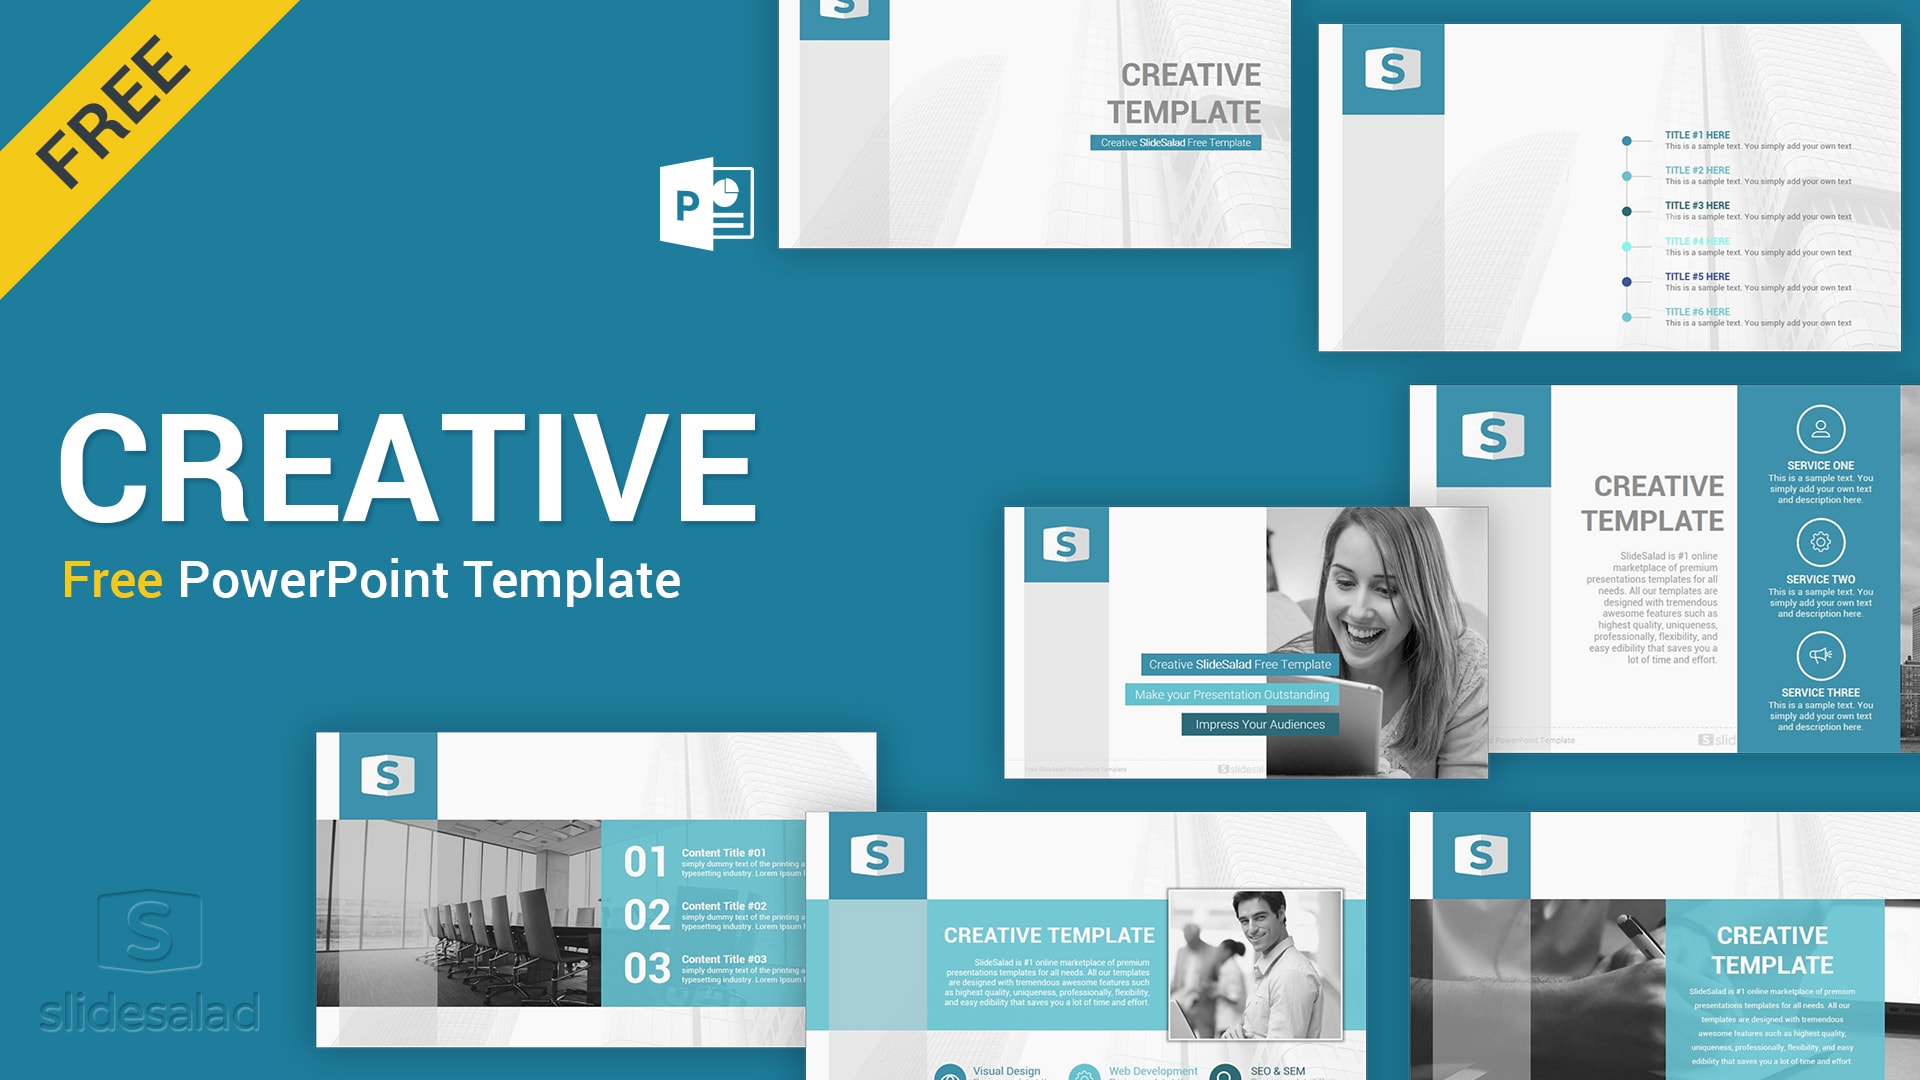 FREE
P
CREATIVE
Free PowerPoint Template
S
slidesalad
S
CREATIVE
TEMPLATE
Creative SlideSalad Free Template
S
TITLE #1 HERE
This is a sample text. You simply add your own text
TITLE #2 HERE
This is a sample text. You simply add your own text
TITLE #3 HERE
This is a sample text. You simply add your own text
TITLE #4 HERE
This is a sample text. You simply add your own text
TITLE #5 HERE
This is a sample text. You simply add your own text
TITLE #6 HERE
This is a sample text. You simply add your own text
S
CREATIVE
TEMPLATE
SlideSalad is #1 online
marketplace of premium
presentations templates for all
needs. All our templates are
designed with tremendous
awesome features such as
highest quality, uniqueness,
professionally, flexibility, and
easy edibility that saves you a
lot of time and effort.
SERVICE ONE
This is a sample text. You
simply add your own text
and description here.
SERVICE TWO
This is a sample text. You
simply add your own text
and description here.
SERVICE THREE
This is a sample text. You
simply add your own text
and description here.
PowerPoint Template
S slid
S
Creative SlideSalad Free Template
Make your Presentation Outstanding
Impress Your Audiences
Free SlideSalad PowerPoint Template
S slidesal
S
01
Content Title #01
simply dummy text of the printing a
typesetting industry. Lorem Ipsum
02
Content Title #02
simply dummy text of the printing a
typesetting industry. Lorem Ipsum
03
Content Title #03
simply dummy text of the printing a
typesetting industry. Lorem Ipsum
S
CREATIVE TEMPLATE
SlideSalad is #1 online marketplace of premium
presentations templates for all needs. All our templates
are designed with tremendous awesome features such
as highest quality, uniqueness, professionally, flexibility,
and easy edibility that saves you a lot of time and effort.
Visual Design
Web Development
SEO & SEM
S
CREATIVE
TEMPLATE
SlideSalad is #1 online marketplace of premium
presentations templates for all needs. All our
templates are designed with tremendous
awesome features such as highest quality,
uniqueness, professionally, flexibility, and easy
edibility that saves you a lot of time and effort.